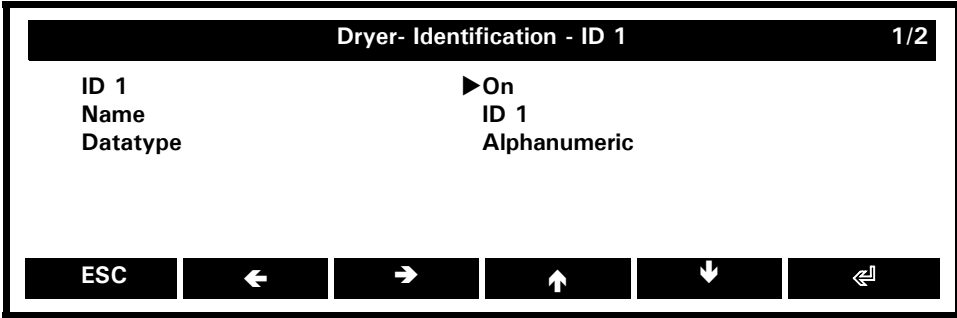 Dryer- Identification - ID 1 1/2
ID 1 ▶On
Name ID 1
Datatype Alphanumeric
ESC ← → ↑ ↓ ↵